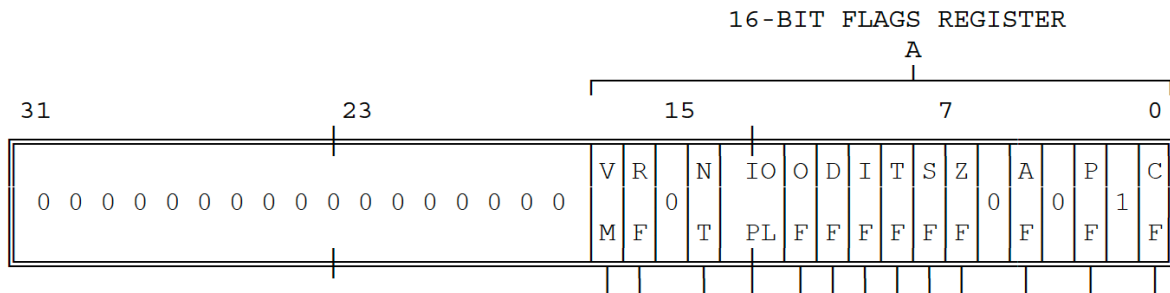 16-BIT FLAGS REGISTER
A
31 23 15 7 0
V R N IO O D I T S Z A P C
0 0 0 0 0 0 0 0 0 0 0 0 0 0 0 0 0 0 0 0 1
M F T PL F F F F F F F F F